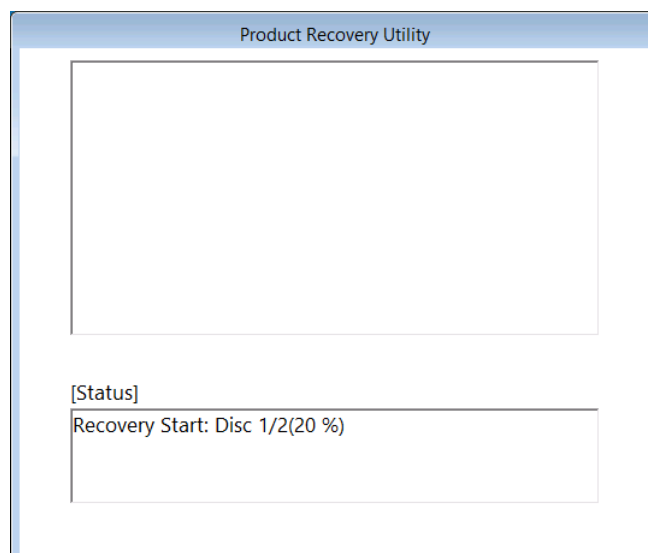 Product Recovery Utility
[Status]
Recovery Start: Disc 1/2(20 %)